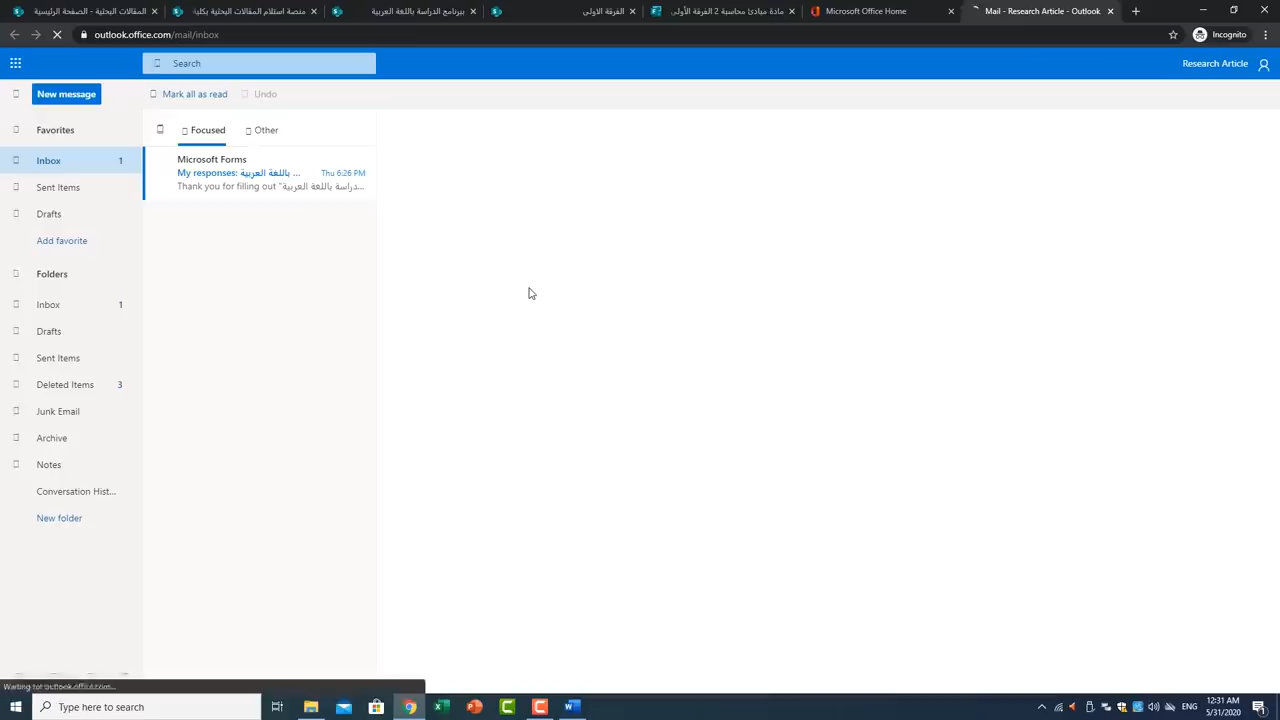 المقالات البحثية - الصفحة الرئيسية
منصة استلام المقالات البحثية بكلية
برنامج الدراسة باللغة العربية
الفرقة الاولى
مادة مبادئ محاسبة 2 الفرقة الأولى
Microsoft Office Home
Mail - Research Article - Outlook
outlook.office.com/mail/inbox
Incognito
Search
Research Article
New message
Mark all as read
Undo
Favorites
Focused
Other
Inbox 1
Microsoft Forms
My responses: باللغة العربية ...
Thu 6:26 PM
Thank you for filling out "دراسة باللغة العربية...
Sent Items
Drafts
Add favorite
Folders
Inbox 1
Drafts
Sent Items
Deleted Items 3
Junk Email
Archive
Notes
Conversation Hist...
New folder
Waiting for outlook.office.com...
Type here to search
12:31 AM
5/31/2020